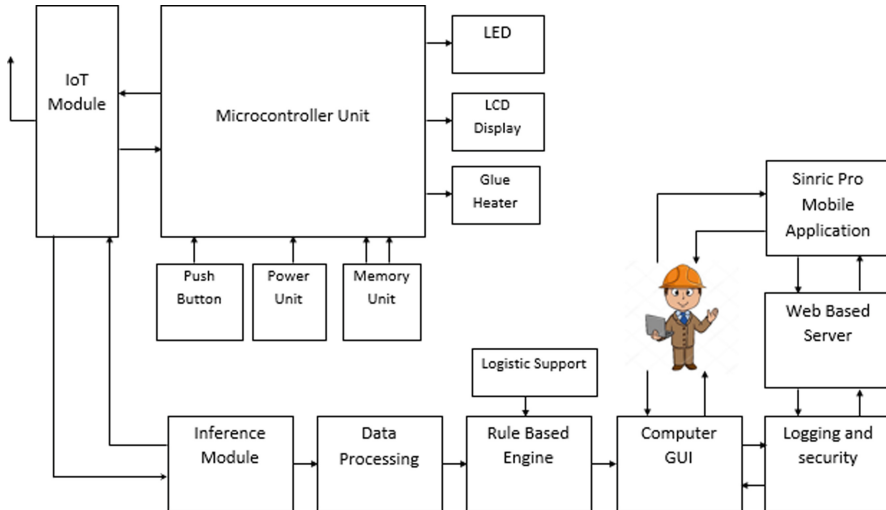 IoT
Module
Microcontroller Unit
LED
LCD
Display
Glue
Heater
Push
Button
Power
Unit
Memory
Unit
Sinric Pro
Mobile
Application
Web Based
Server
Logistic Support
Inference
Module
Data
Processing
Rule Based
Engine
Computer
GUI
Logging and
security